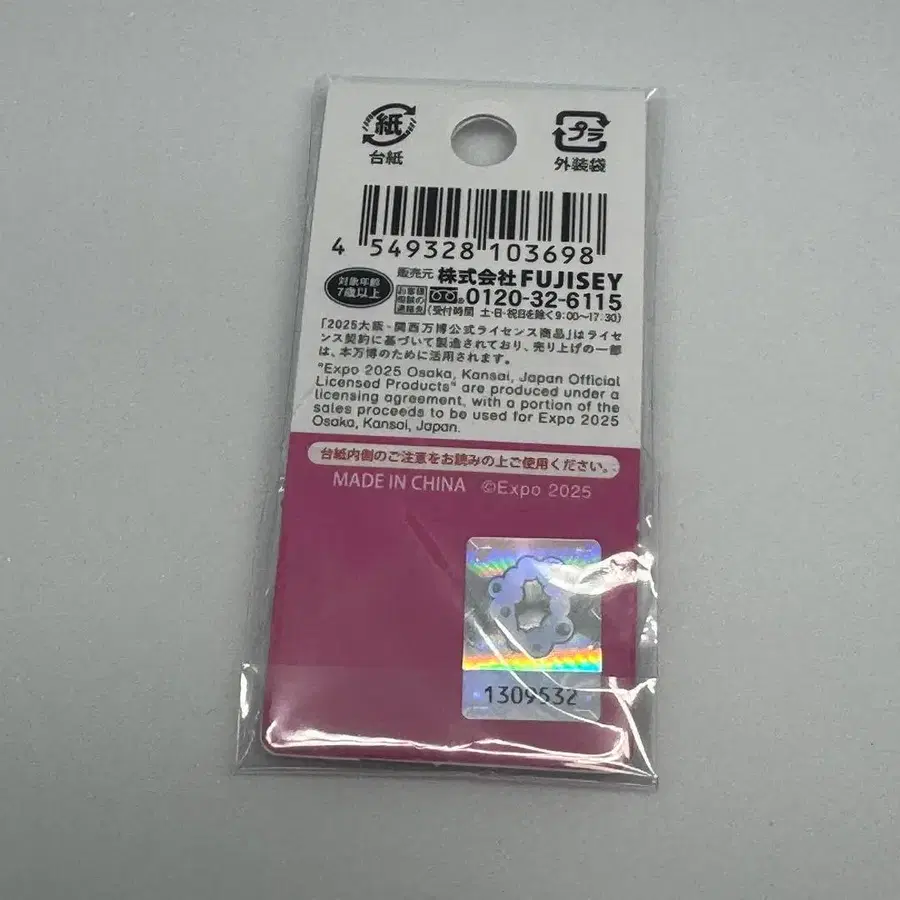 紙
台紙
プラ
外装袋
4 549328 103698
対象年齢
7歳以上
販売元 株式会社FUJISEY
お客様
相談の
連絡先
0120-32-6115
(受付時間 土・日・祝日を除く9:00~17:30)
「2025大阪・関西万博公式ライセンス商品」はライセ
ンス契約に基づいて製造されており、売り上げの一部
は、本万博のために活用されます。
"Expo 2025 Osaka, Kansai, Japan Official
Licensed Products" are produced under a
licensing agreement, with a portion of the
sales proceeds to be used for Expo 2025
Osaka, Kansai, Japan.
台紙内側のご注意をお読みの上ご使用ください。
MADE IN CHINA ©Expo 2025
1309532